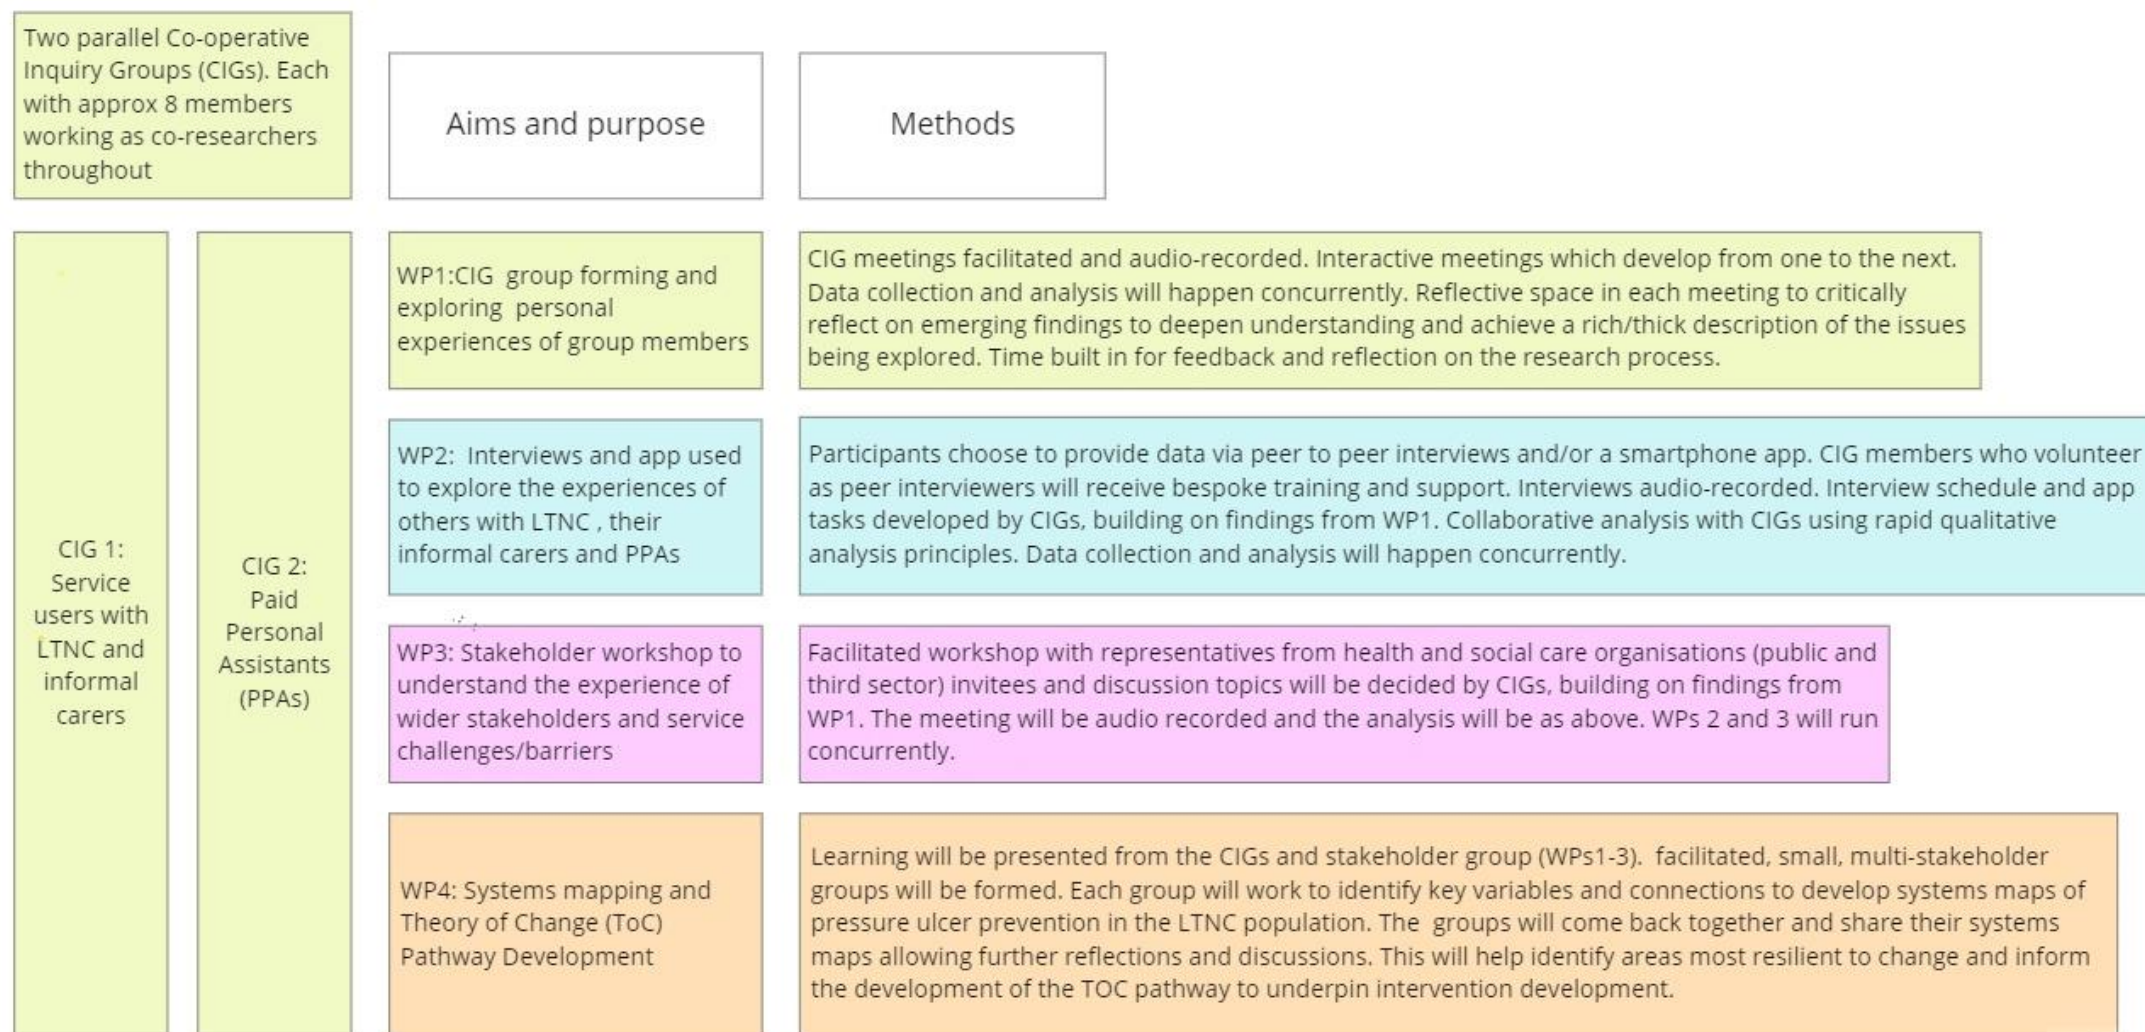 Two parallel Co-operative
Inquiry Groups (CIGs). Each
with approx 8 members
working as co-researchers
throughout
Aims and purpose
Methods
CIG 1:
Service
users with
LTNC and
informal
carers
CIG 2:
Paid
Personal
Assistants
(PPAs)
WP1:CIG group forming and
exploring personal
experiences of group members
CIG meetings facilitated and audio-recorded. Interactive meetings which develop from one to the next.
Data collection and analysis will happen concurrently. Reflective space in each meeting to critically
reflect on emerging findings to deepen understanding and achieve a rich/thick description of the issues
being explored. Time built in for feedback and reflection on the research process.
WP2: Interviews and app used
to explore the experiences of
others with LTNC , their
informal carers and PPAs
Participants choose to provide data via peer to peer interviews and/or a smartphone app. CIG members who volunteer
as peer interviewers will receive bespoke training and support. Interviews audio-recorded. Interview schedule and app
tasks developed by CIGs, building on findings from WP1. Collaborative analysis with CIGs using rapid qualitative
analysis principles. Data collection and analysis will happen concurrently.
WP3: Stakeholder workshop to
understand the experience of
wider stakeholders and service
challenges/barriers
Facilitated workshop with representatives from health and social care organisations (public and
third sector) invitees and discussion topics will be decided by CIGs, building on findings from
WP1. The meeting will be audio recorded and the analysis will be as above. WPs 2 and 3 will run
concurrently.
WP4: Systems mapping and
Theory of Change (ToC)
Pathway Development
Learning will be presented from the CIGs and stakeholder group (WPs1-3). facilitated, small, multi-stakeholder
groups will be formed. Each group will work to identify key variables and connections to develop systems maps of
pressure ulcer prevention in the LTNC population. The groups will come back together and share their systems
maps allowing further reflections and discussions. This will help identify areas most resilient to change and inform
the development of the TOC pathway to underpin intervention development.